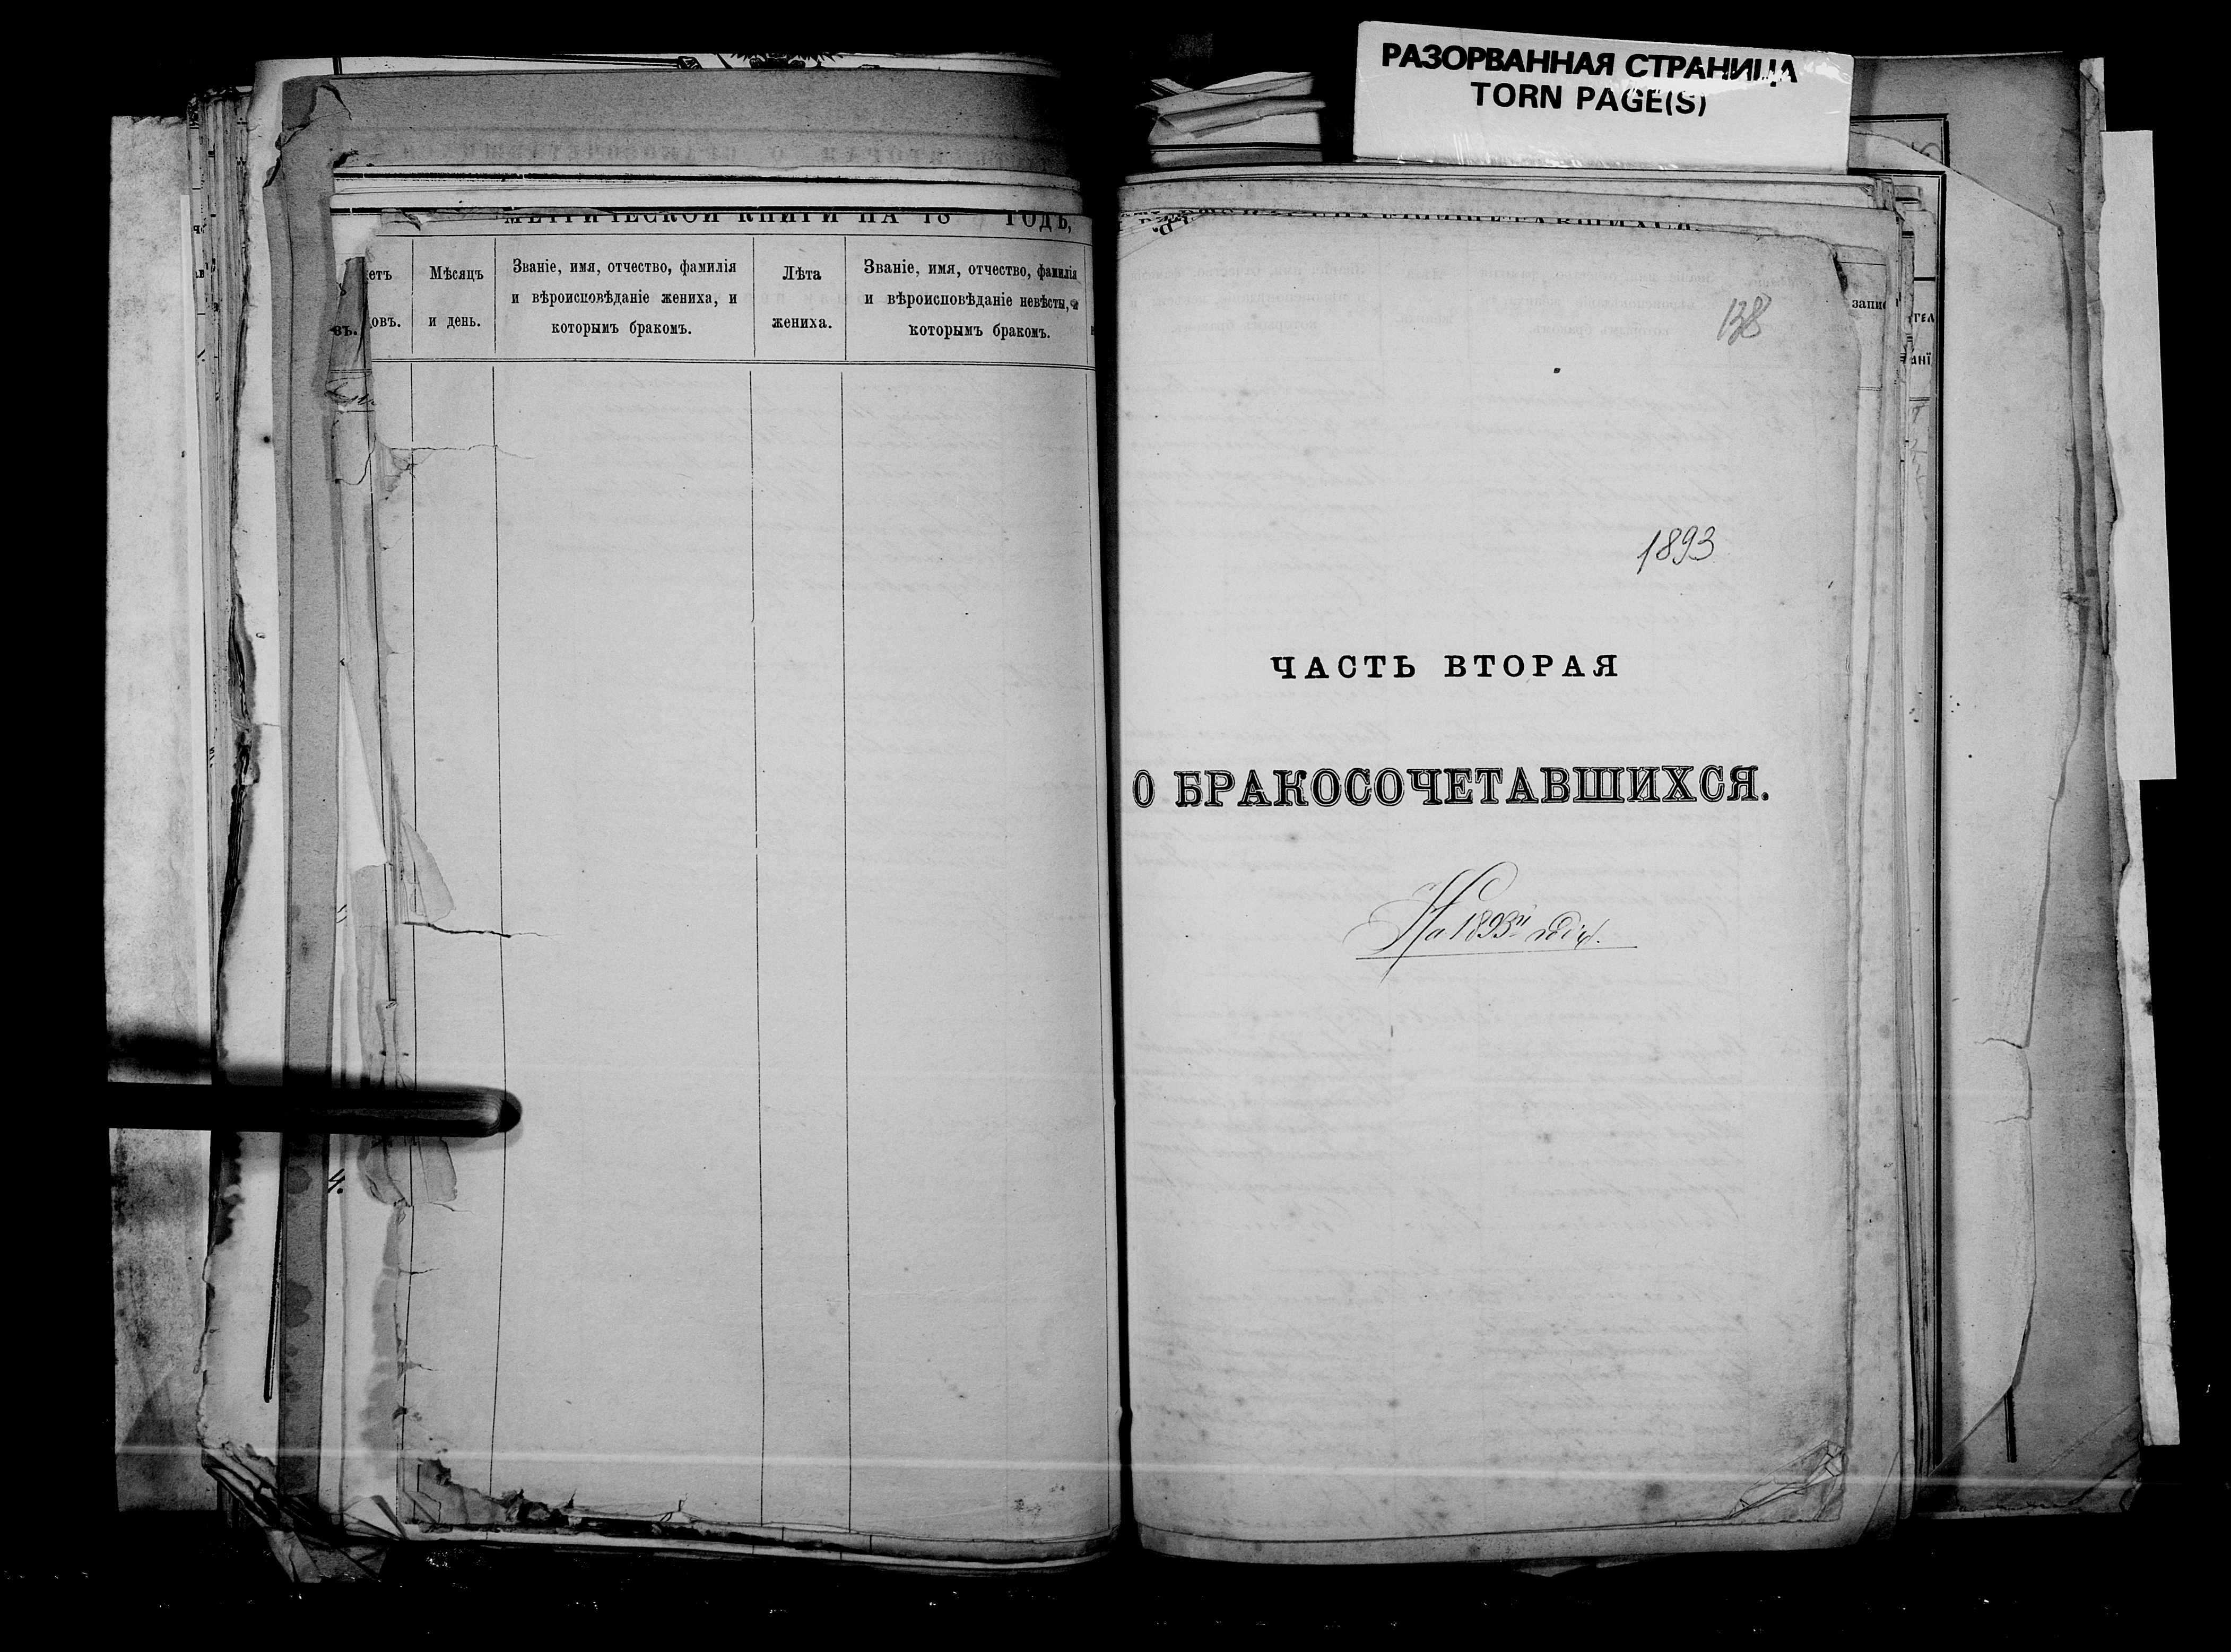 РАЗОРВАННАЯ СТРАНИЦА
TORN PAGE(S)
МЕТРИЧЕСКОЙ КНИГИ НА 18 ГОДЪ,
Мѣсяцъ
и день.
Званіе, имя, отчество, фамилія
и вѣроисповѣданіе жениха, и
которымъ бракомъ.
Лѣта
жениха.
Званіе, имя, отчество, фамилія
и вѣроисповѣданіе невѣсты, и
которымъ бракомъ.
138
1893
ЧАСТЬ ВТОРАЯ
О БРАКОСОЧЕТАВШИХСЯ.
На 1893й годъ.